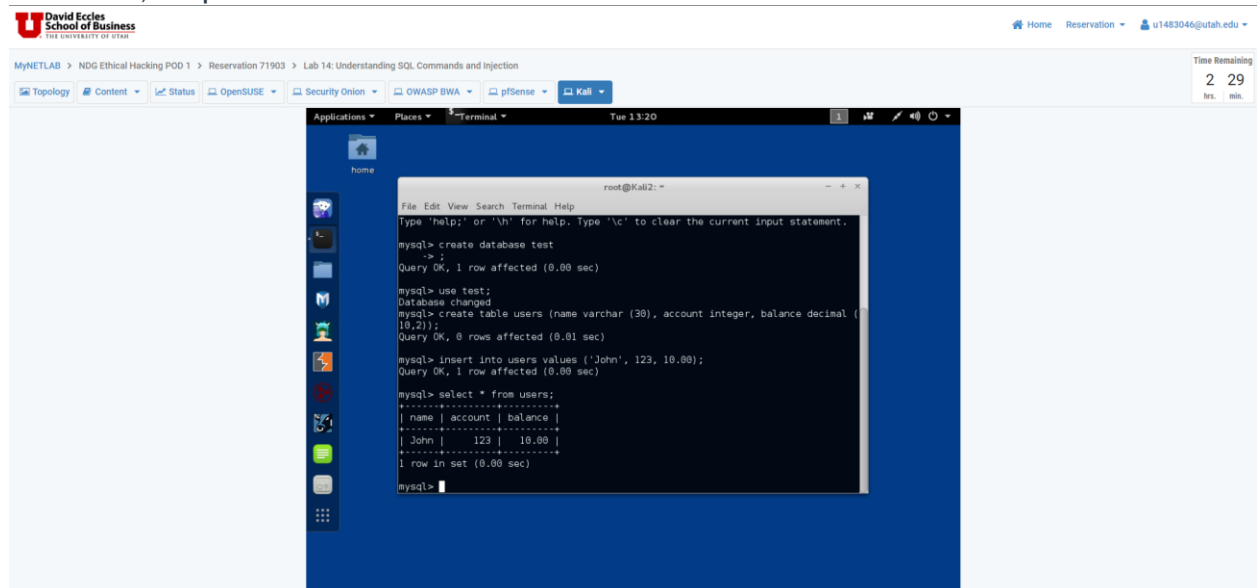 David Eccles
School of Business
THE UNIVERSITY OF UTAH
Home Reservation u1483046@utah.edu
MyNETLAB > NDG Ethical Hacking POD 1 > Reservation 71903 > Lab 14: Understanding SQL Commands and Injection
Time Remaining
2 29
hrs. min.
Topology Content Status OpenSUSE Security Onion OWASP BWA pfSense Kali
Applications Places Terminal Tue 13:20 1
home
root@Kali2: ~
File Edit View Search Terminal Help
Type 'help;' or '\h' for help. Type '\c' to clear the current input statement.
mysql> create database test
    -> ;
Query OK, 1 row affected (0.00 sec)
mysql> use test;
Database changed
mysql> create table users (name varchar (30), account integer, balance decimal (
10,2));
Query OK, 0 rows affected (0.01 sec)
mysql> insert into users values ('John', 123, 10.00);
Query OK, 1 row affected (0.00 sec)
mysql> select * from users;
+------+---------+---------+
| name | account | balance |
+------+---------+---------+
| John |     123 |   10.00 |
+------+---------+---------+
1 row in set (0.00 sec)
mysql>